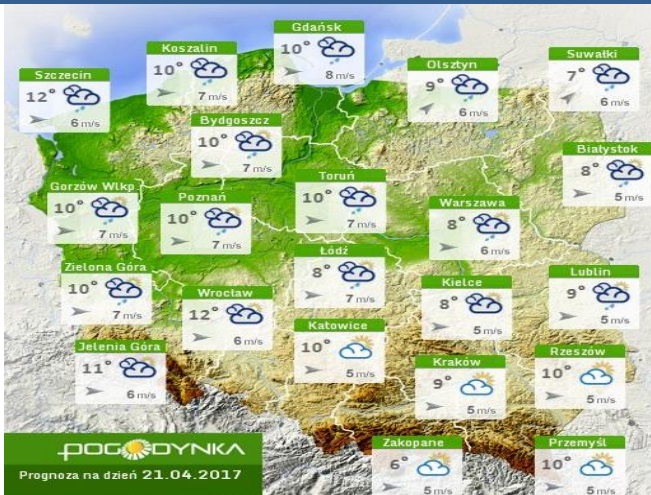 Gdańsk
10° 8 m/s
Koszalin
10° 7 m/s
Suwałki
7° 6 m/s
Olsztyn
9° 6 m/s
Szczecin
12° 6 m/s
Bydgoszcz
10° 7 m/s
Białystok
8° 5 m/s
Toruń
10° 7 m/s
Gorzów Wlkp
10° 7 m/s
Poznań
10° 7 m/s
Warszawa
8° 6 m/s
Łódź
8° 7 m/s
Zielona Góra
10° 7 m/s
Lublin
9° 5 m/s
Kielce
8° 5 m/s
Wrocław
12° 6 m/s
Katowice
10° 5 m/s
Jelenia Góra
11° 6 m/s
Rzeszów
10° 5 m/s
Kraków
9° 5 m/s
Zakopane
6° 5 m/s
Przemyśl
10° 5 m/s
POGODYNKA
Prognoza na dzień 21.04.2017